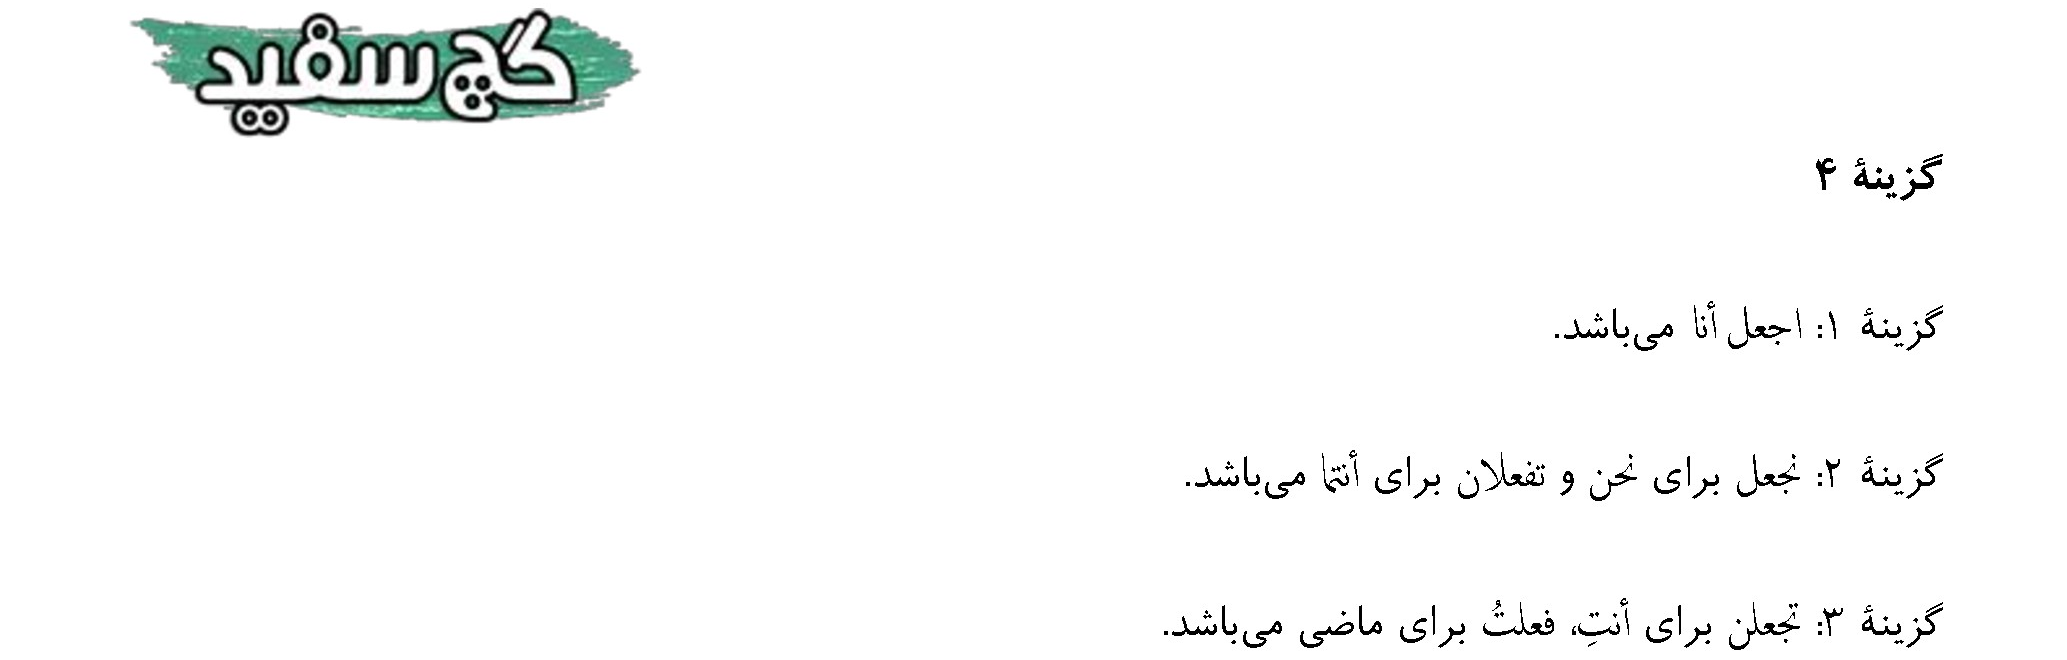 گچ سفید
گزینهٔ ۴
گزینهٔ ۱: اجعل أنا می‌باشد.
گزینهٔ ۲: نجعل برای نحن و تفعلان برای أنتما می‌باشد.
گزینهٔ ۳: تجعلن برای أنتِ، فعلتُ برای ماضی می‌باشد.